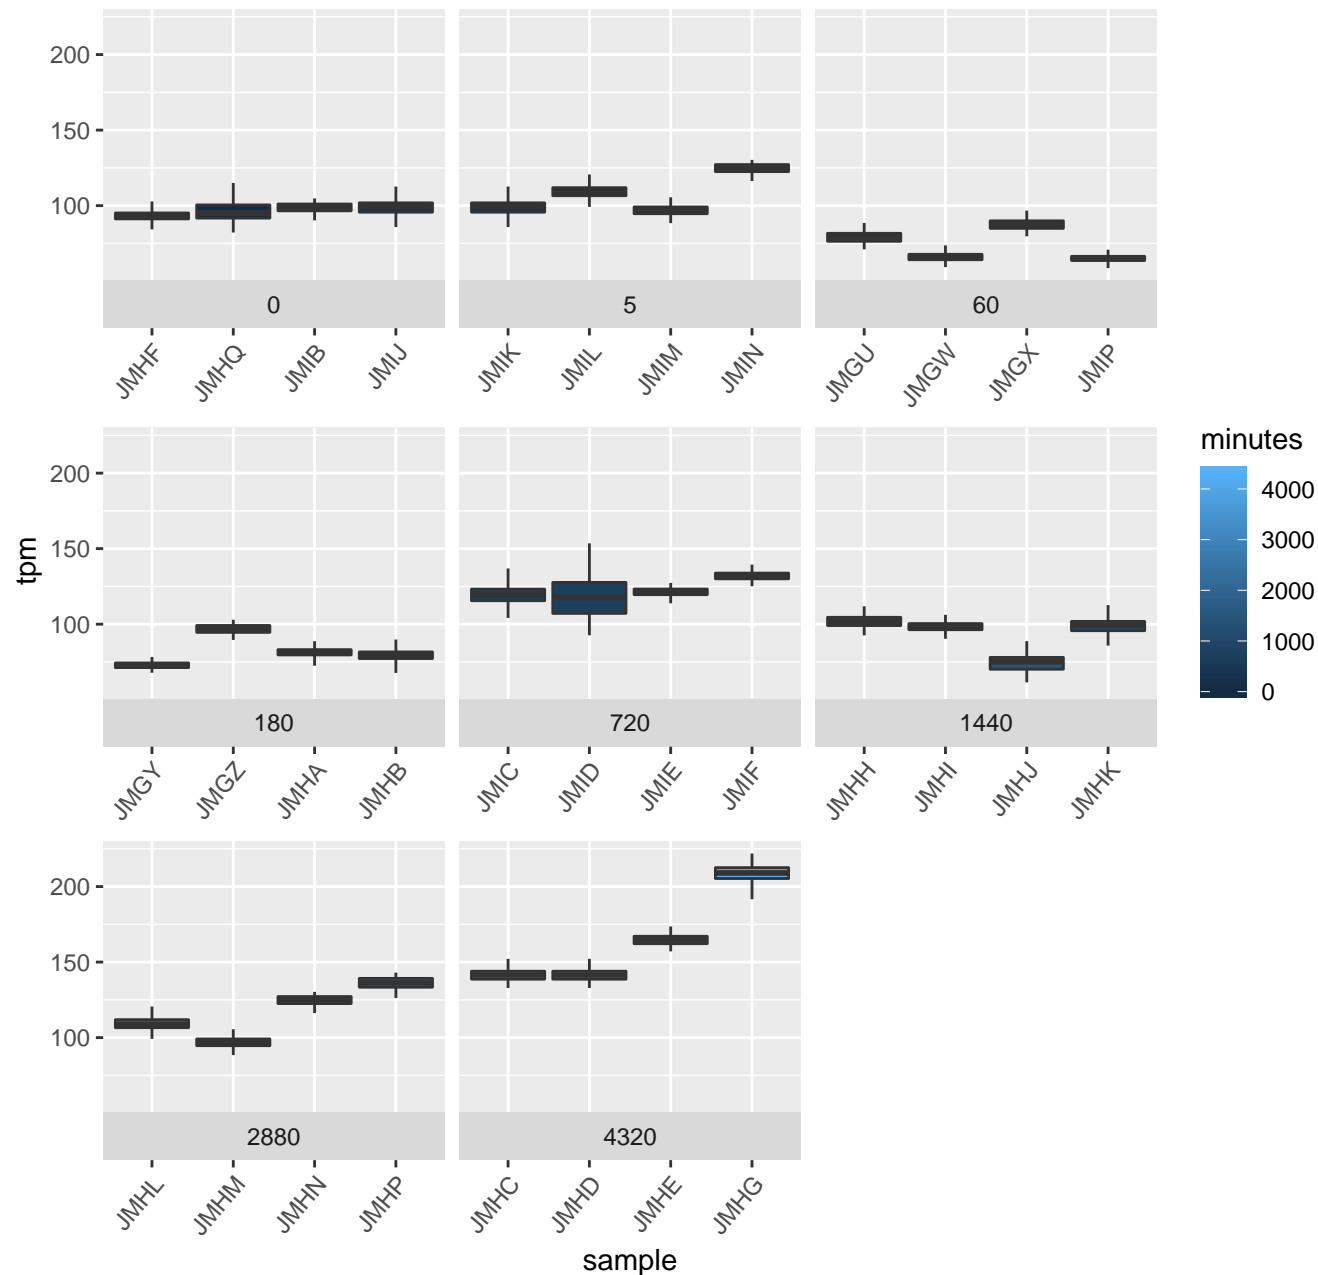 200
150
100
0
5
60
JMHF
JMHQ
JMIB
JMIJ
JMIK
JMIL
JMIM
JMIN
JMGU
JMGW
JMGX
JMIP
200
150
100
180
720
1440
JMGY
JMGZ
JMHA
JMHB
JMIC
JMID
JMIE
JMIF
JMHH
JMHI
JMHJ
JMHK
200
150
100
2880
4320
JMHL
JMHM
JMHN
JMHP
JMHC
JMHD
JMHE
JMHG
tpm
sample
minutes
4000
3000
2000
1000
0